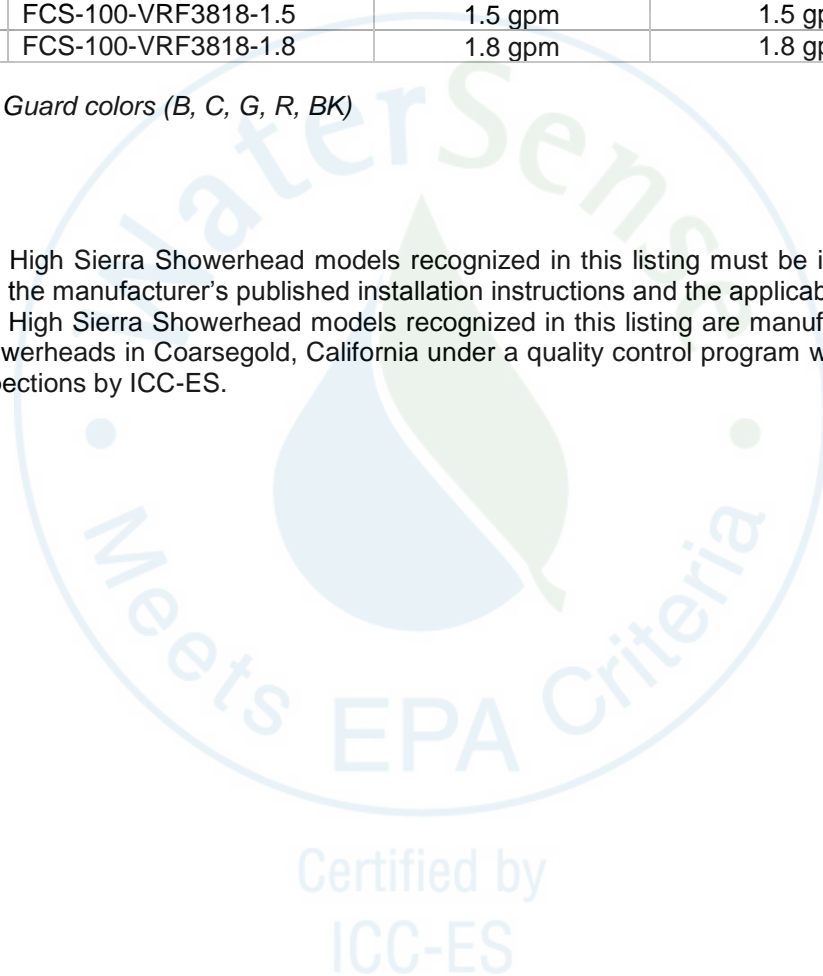 FCS-100-VRF3818-1.5 1.5 gpm 1.5 gp
FCS-100-VRF3818-1.8 1.8 gpm 1.8 gp
Guard colors (B, C, G, R, BK)
High Sierra Showerhead models recognized in this listing must be i
the manufacturer's published installation instructions and the applicab
High Sierra Showerhead models recognized in this listing are manuf
werheads in Coarsegold, California under a quality control program w
ections by ICC-ES.
WaterSense
Meets EPA Criteria
Certified by
ICC-ES